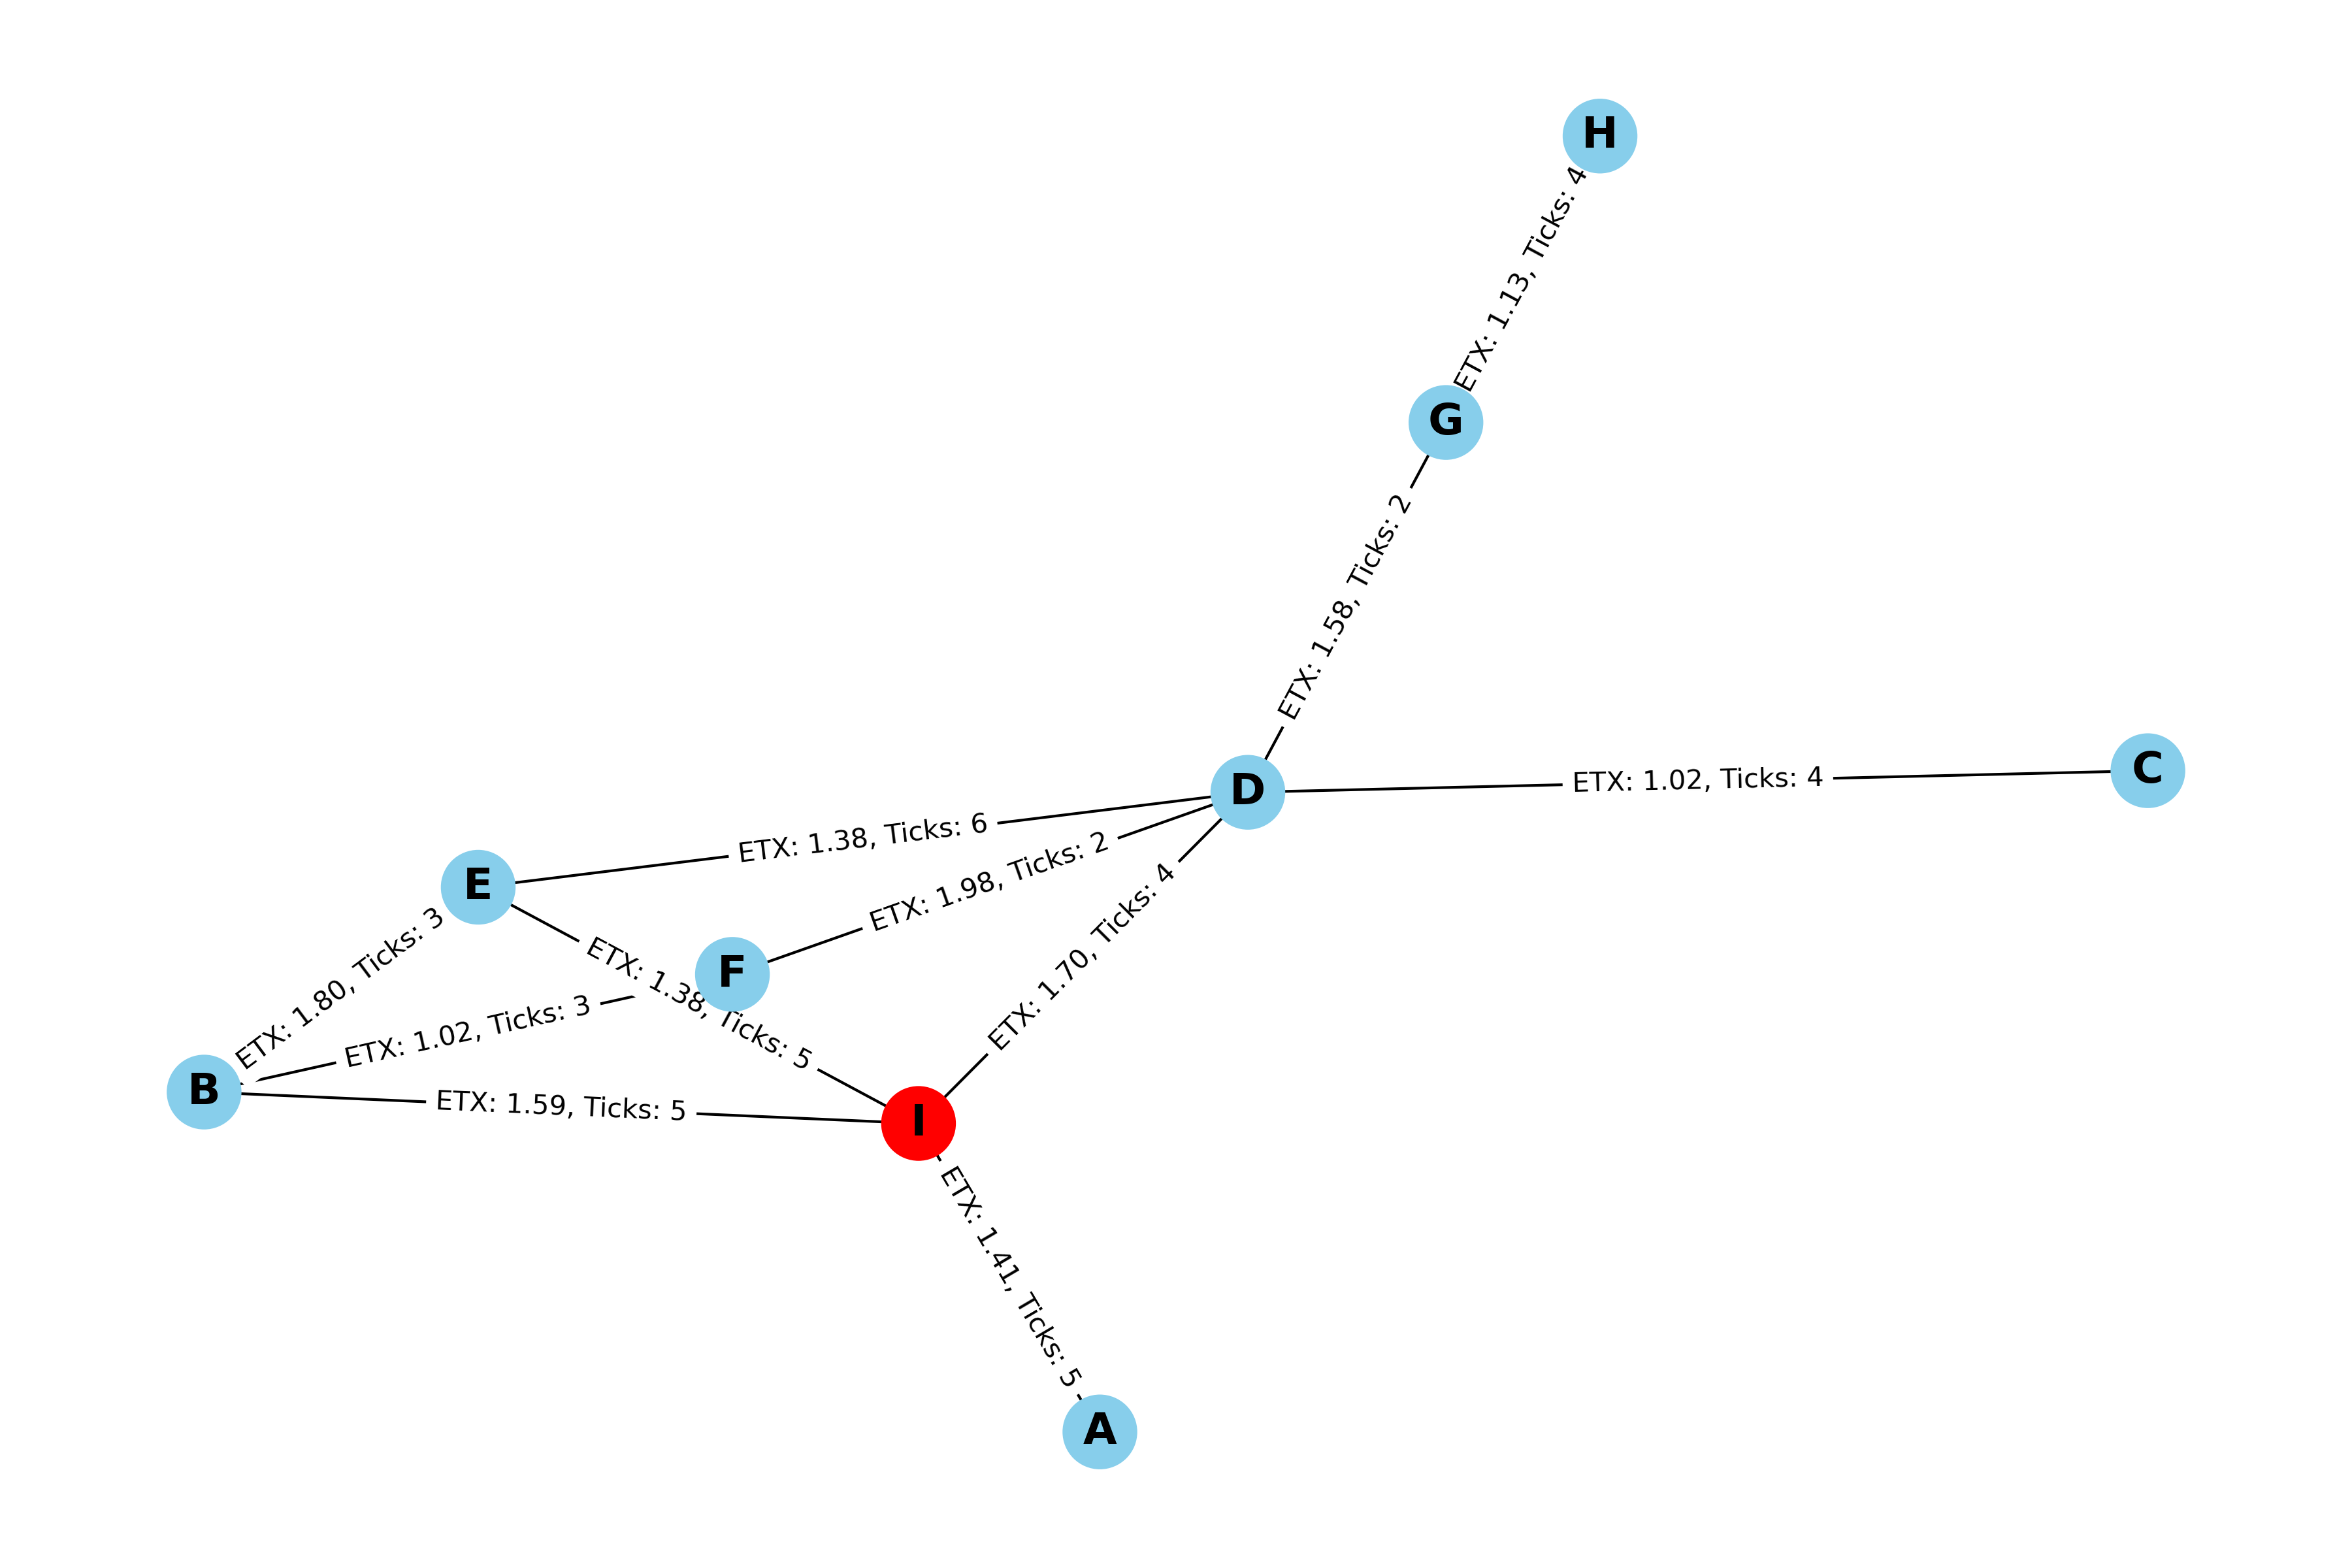 H
ETX: 1.13, Ticks: 4
G
ETX: 1.58, Ticks: 2
D
ETX: 1.02, Ticks: 4
C
ETX: 1.38, Ticks: 6
E
ETX: 1.98, Ticks: 2
ETX: 1.70, Ticks: 4
ETX: 1.38, Ticks: 5
F
ETX: 1.80, Ticks: 3
ETX: 1.02, Ticks: 3
B
ETX: 1.59, Ticks: 5
I
ETX: 1.41, Ticks: 5
A